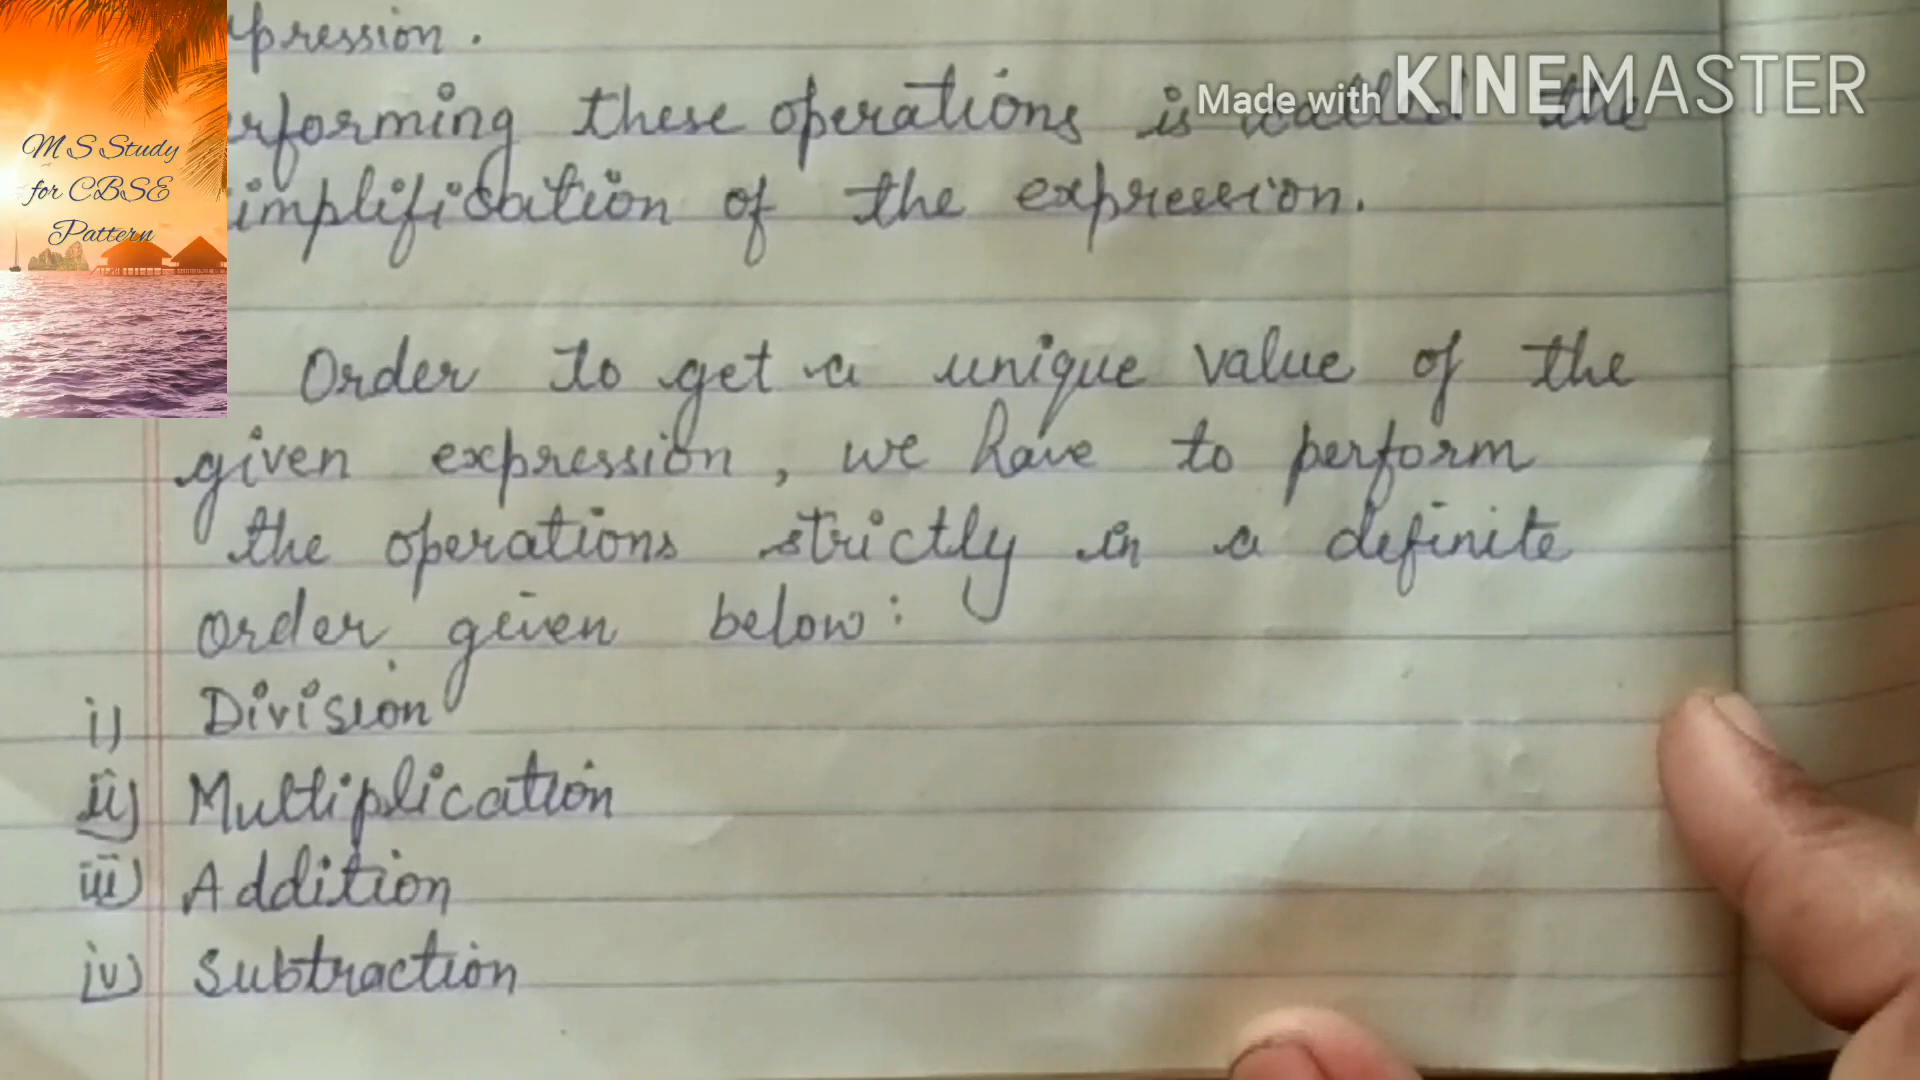 pression.
Made with KINEMASTER
rforming these operations is called the
implification of the expression.
M S Study
for CBSE
Pattern
Order to get a unique value of the
given expression, we have to perform
the operations strictly in a definite
order given below:
i) Division
ii) Multiplication
iii) Addition
iv) Subtraction